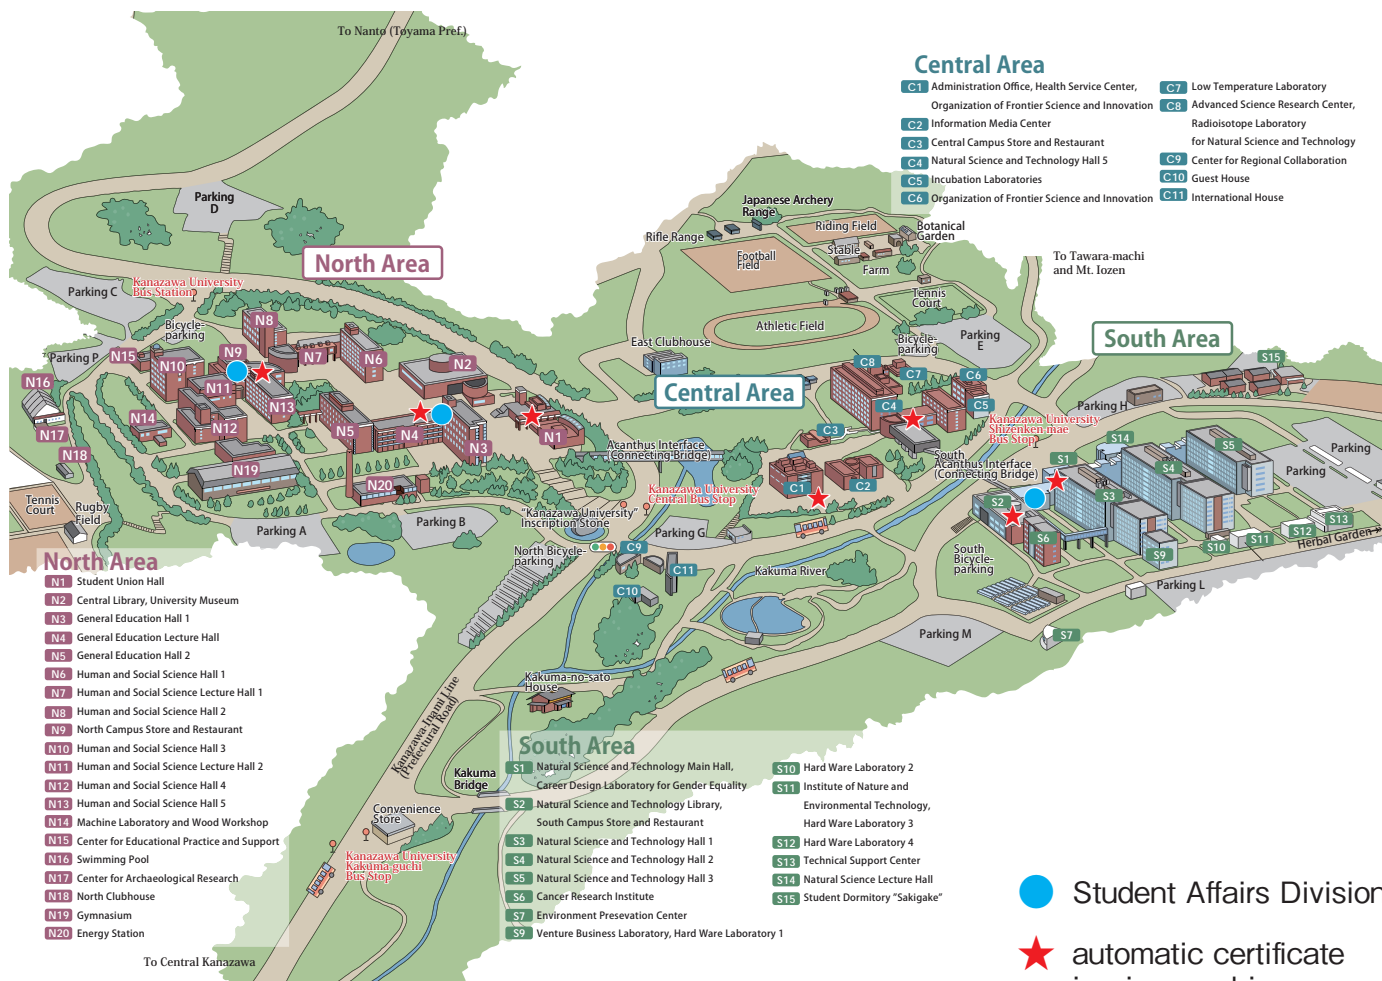 To Nanto (Toyama Pref.)
Central Area
C1 Administration Office, Health Service Center,
Organization of Frontier Science and Innovation
C2 Information Media Center
C3 Central Campus Store and Restaurant
C4 Natural Science and Technology Hall 5
C5 Incubation Laboratories
C6 Organization of Frontier Science and Innovation
C7 Low Temperature Laboratory
C8 Advanced Science Research Center,
Radioisotope Laboratory
for Natural Science and Technology
C9 Center for Regional Collaboration
C10 Guest House
C11 International House
Parking
D
Japanese Archery
Range
Rifle Range
Riding Field
Botanical
Garden
Stable
Football
Field
Farm
To Tawara-machi
and Mt. Iozen
North Area
Kanazawa University
Bus Station
Parking C
Tennis
Court
Bicycle-
parking
Athletic Field
Bicycle-
parking
Parking
E
South Area
East Clubhouse
Parking P
N15
N16
N10
N9
N8
N7
N6
N2
N11
N13
N14
N12
N5
N4
N3
N1
N17
N18
N19
N20
Central Area
C8
C7
C6
C5
C4
C3
C1
C2
Kanazawa University
Shizenken-mae
Bus Stop
Parking H
S15
S14
S5
S1
S4
S3
S2
S6
S9
S10
S11
S12
S13
S7
Parking
Parking
Acanthus Interface
(Connecting Bridge)
South
Acanthus Interface
(Connecting Bridge)
Kanazawa University
Central Bus Stop
"Kanazawa University"
Inscription Stone
Tennis
Court
Rugby
Field
Parking A
Parking B
Parking G
North Bicycle-
parking
C9
C11
C10
Kakuma River
South
Bicycle-
parking
Herbal Garden
Parking L
Parking M
Kakuma-no-sato
House
Kanazawa-Inami Line
(Prefectural Road)
Kakuma
Bridge
Convenience
Store
Kanazawa University
Kakuma-guchi
Bus Stop
To Central Kanazawa
North Area
N1 Student Union Hall
N2 Central Library, University Museum
N3 General Education Hall 1
N4 General Education Lecture Hall
N5 General Education Hall 2
N6 Human and Social Science Hall 1
N7 Human and Social Science Lecture Hall 1
N8 Human and Social Science Hall 2
N9 North Campus Store and Restaurant
N10 Human and Social Science Hall 3
N11 Human and Social Science Lecture Hall 2
N12 Human and Social Science Hall 4
N13 Human and Social Science Hall 5
N14 Machine Laboratory and Wood Workshop
N15 Center for Educational Practice and Support
N16 Swimming Pool
N17 Center for Archaeological Research
N18 North Clubhouse
N19 Gymnasium
N20 Energy Station
South Area
S1 Natural Science and Technology Main Hall,
Career Design Laboratory for Gender Equality
S2 Natural Science and Technology Library,
South Campus Store and Restaurant
S3 Natural Science and Technology Hall 1
S4 Natural Science and Technology Hall 2
S5 Natural Science and Technology Hall 3
S6 Cancer Research Institute
S7 Environment Presevation Center
S9 Venture Business Laboratory, Hard Ware Laboratory 1
S10 Hard Ware Laboratory 2
S11 Institute of Nature and
Environmental Technology,
Hard Ware Laboratory 3
S12 Hard Ware Laboratory 4
S13 Technical Support Center
S14 Natural Science Lecture Hall
S15 Student Dormitory "Sakigake"
Student Affairs Division
automatic certificate